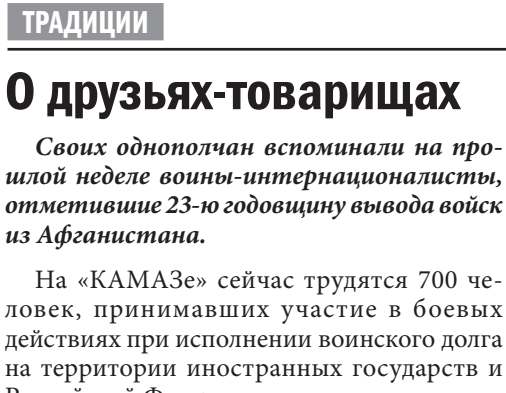 ТРАДИЦИИ
О друзьях-товарищах
Своих однополчан вспоминали на про-
шлой неделе воины-интернационалисты,
отметившие 23-ю годовщину вывода войск
из Афганистана.
На «КАМАЗе» сейчас трудятся 700 че-
ловек, принимавших участие в боевых
действиях при исполнении воинского долга
на территории иностранных государств и